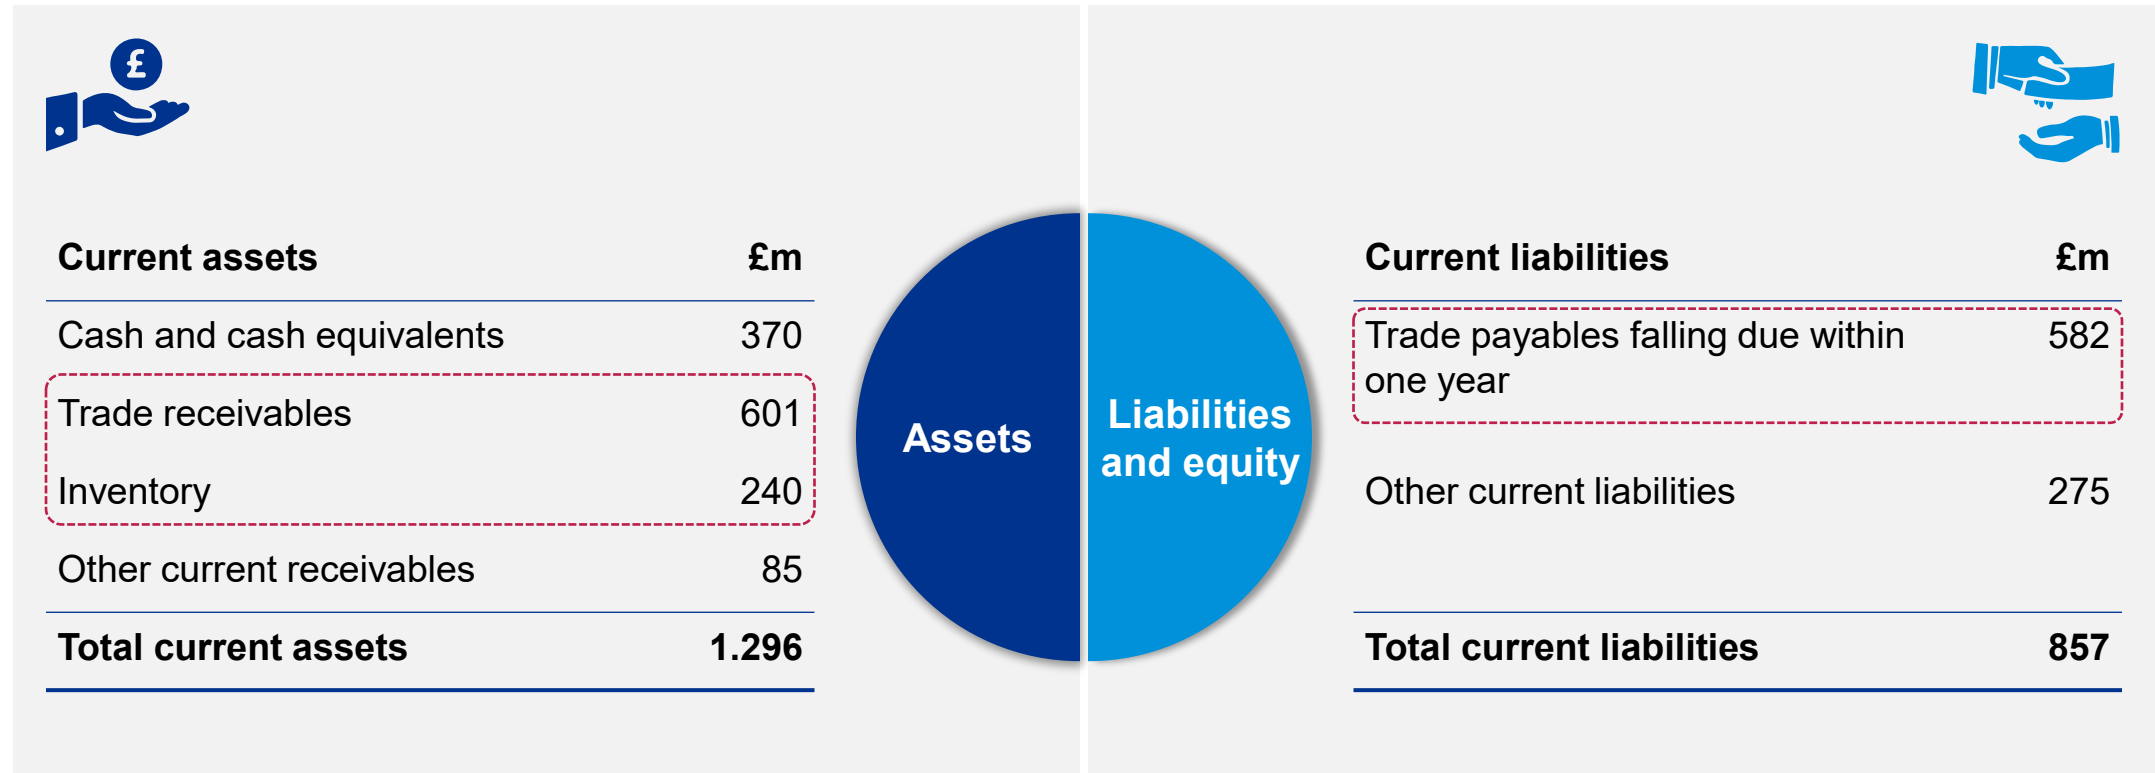 £
Current assets £m
Cash and cash equivalents 370
Trade receivables 601
Inventory 240
Other current receivables 85
Total current assets 1.296
Assets
Liabilities
and equity
Current liabilities £m
Trade payables falling due within 582
one year
Other current liabilities 275
Total current liabilities 857